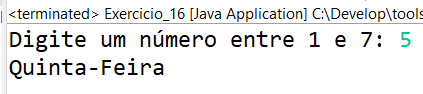 <terminated> Exercicio_16 [Java Application] C:\Develop\tools
Digite um número entre 1 e 7: 5
Quinta-Feira